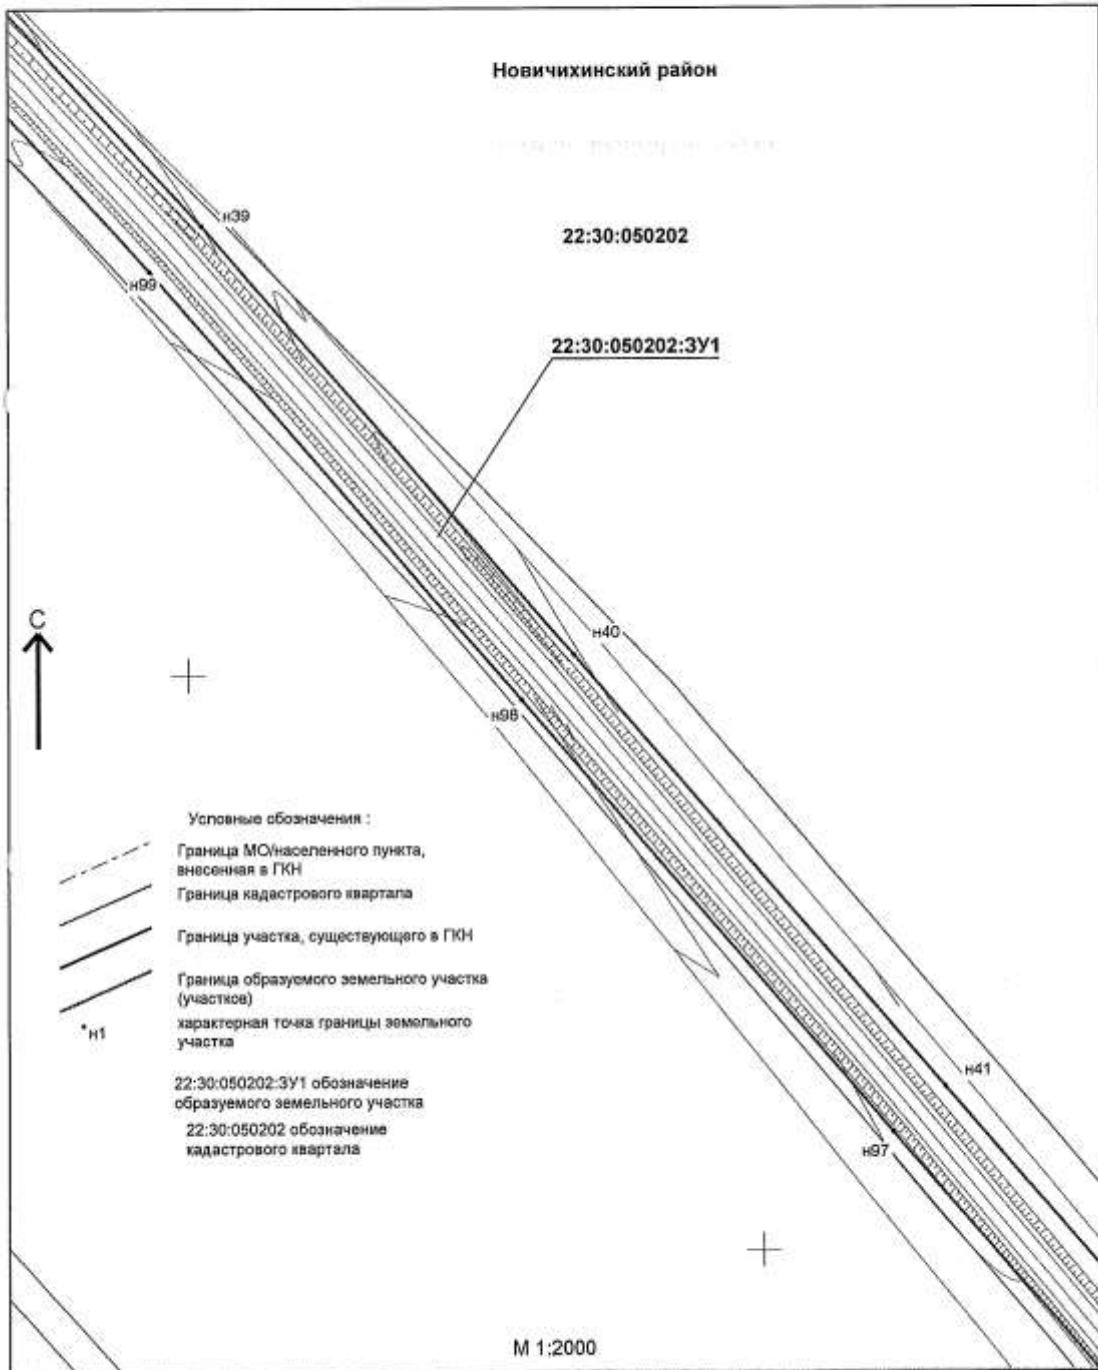 Новичихинский район
22:30:050202
22:30:050202:ЗУ1
н39
н99
н40
н98
н41
н97
С
Условные обозначения :
Граница МО/населенного пункта,
внесенная в ГКН
Граница кадастрового квартала
Граница участка, существующего в ГКН
Граница образуемого земельного участка
(участков)
н1
характерная точка границы земельного
участка
22:30:050202:ЗУ1 обозначение
образуемого земельного участка
22:30:050202 обозначение
кадастрового квартала
М 1:2000